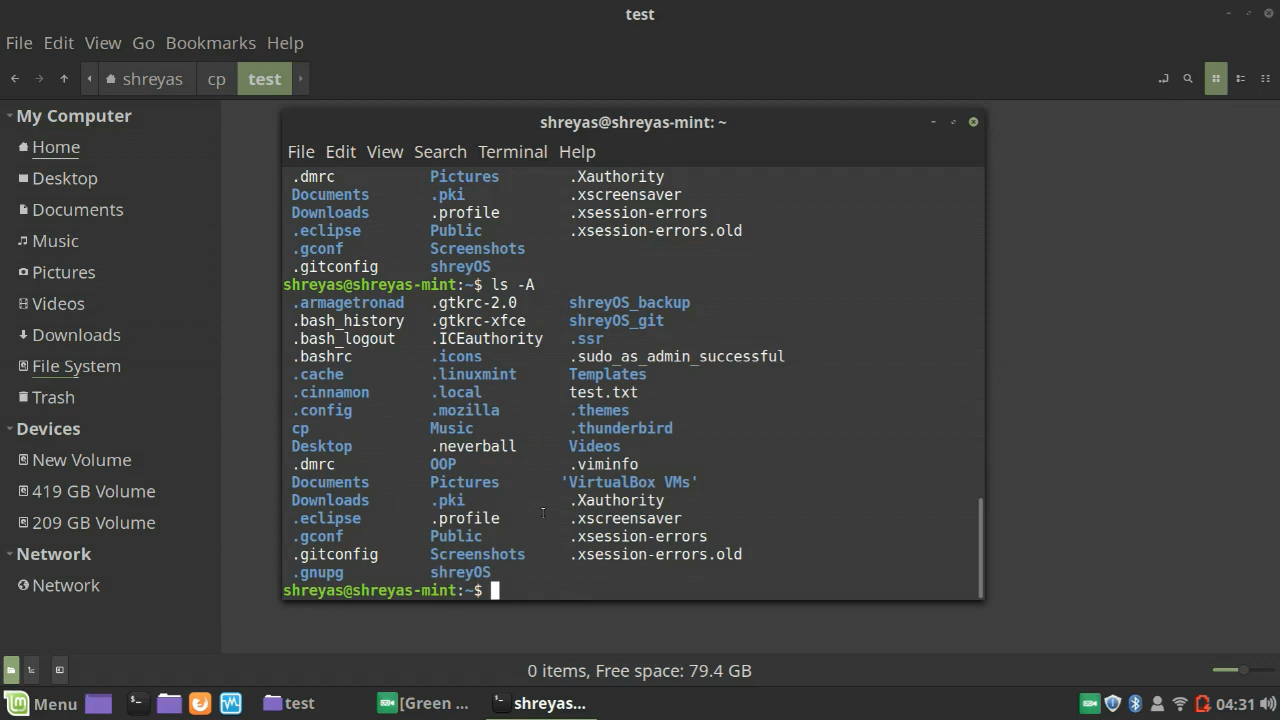 test
File Edit View Go Bookmarks Help
shreyas cp test
My Computer
Home
Desktop
Documents
Music
Pictures
Videos
Downloads
File System
Trash
Devices
New Volume
419 GB Volume
209 GB Volume
Network
Network
shreyas@shreyas-mint: ~
File Edit View Search Terminal Help
.dmrc Pictures .Xauthority
Documents .pki .xscreensaver
Downloads .profile .xsession-errors
.eclipse Public .xsession-errors.old
.gconf Screenshots
.gitconfig shreyOS
shreyas@shreyas-mint:~$ ls -A
.armagetronad .gtkrc-2.0 shreyOS_backup
.bash_history .gtkrc-xfce shreyOS_git
.bash_logout .ICEauthority .ssr
.bashrc .icons .sudo_as_admin_successful
.cache .linuxmint Templates
.cinnamon .local test.txt
.config .mozilla .themes
cp Music .thunderbird
Desktop .neverball Videos
.dmrc OOP .viminfo
Documents Pictures 'VirtualBox VMs'
Downloads .pki .Xauthority
.eclipse .profile .xscreensaver
.gconf Public .xsession-errors
.gitconfig Screenshots .xsession-errors.old
.gnupg shreyOS
shreyas@shreyas-mint:~$
0 items, Free space: 79.4 GB
Menu test [Green ... shreyas... 04:31